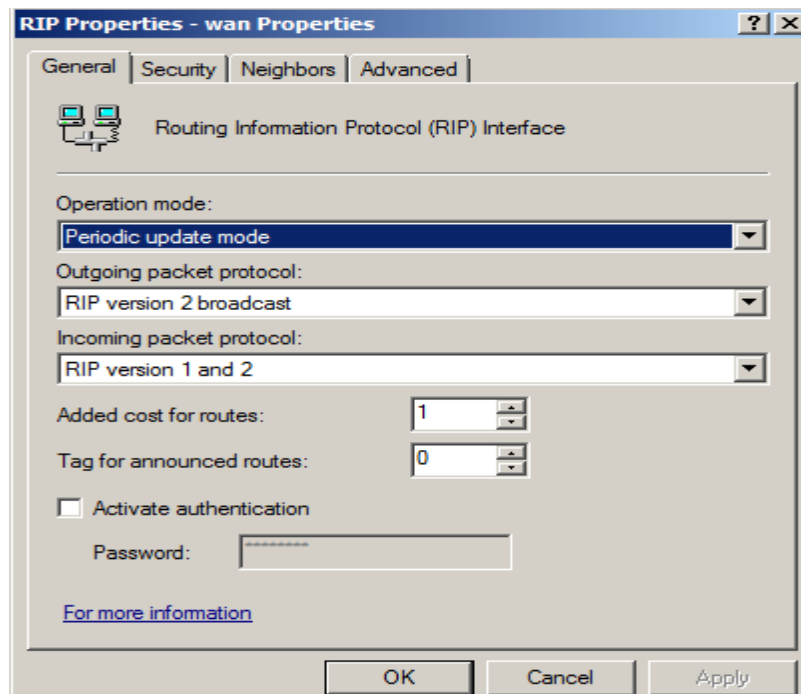 RIP Properties - wan Properties
General Security Neighbors Advanced
Routing Information Protocol (RIP) Interface
Operation mode:
Periodic update mode
Outgoing packet protocol:
RIP version 2 broadcast
Incoming packet protocol:
RIP version 1 and 2
Added cost for routes: 1
Tag for announced routes: 0
Activate authentication
Password: ********
For more information
OK Cancel Apply